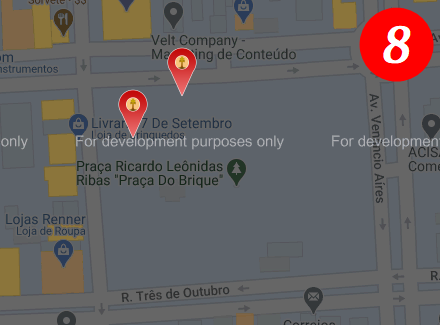 Sorvete - $$
8
Velt Company -
Marketing de Conteúdo
om
nstrumentos
Livraria 7 De Setembro
Loja de brinquedos
only
For development purposes only
For development
Av. Venâncio Aires
ACISA
Come
Praça Ricardo Leônidas
Ribas "Praça Do Brique"
Lojas Renner
Loja de Roupa
R. Três de Outubro
R.
Correios